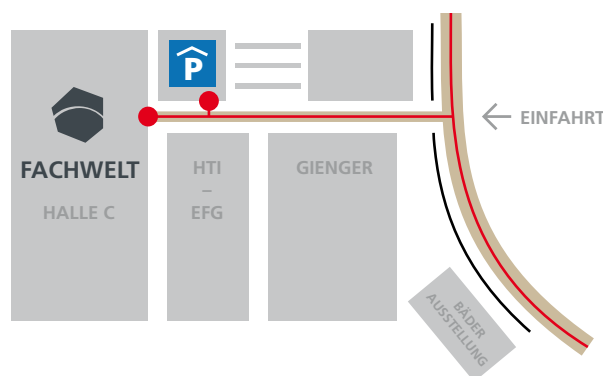 P
EINFAHRT
FACHWELT
HALLE C
HTI
–
EFG
GIENGER
BÄDER
AUSSTELLUNG